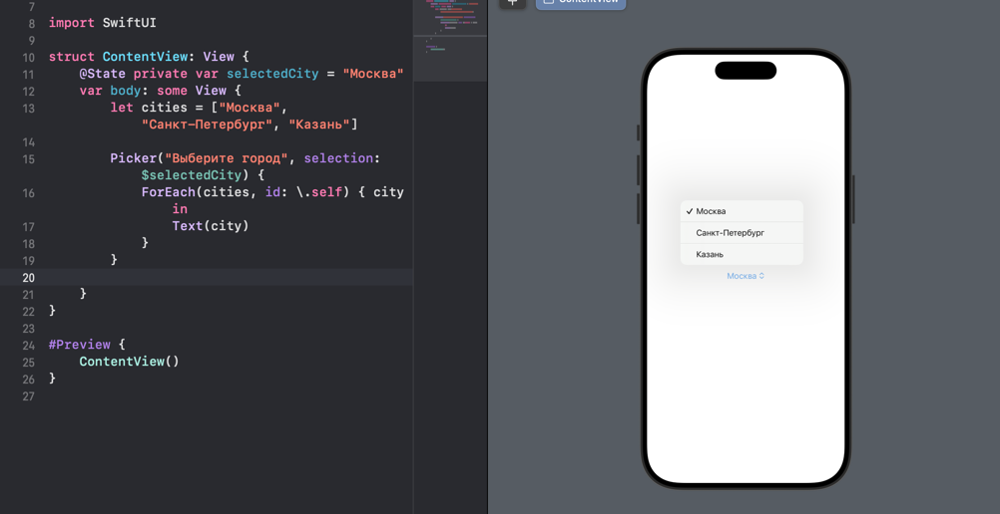 7
8 import SwiftUI
9
10 struct ContentView: View {
11 @State private var selectedCity = "Москва"
12 var body: some View {
13 let cities = ["Москва",
"Санкт-Петербург", "Казань"]
14
15 Picker("Выберите город", selection:
$selectedCity) {
16 ForEach(cities, id: \.self) { city
in
17 Text(city)
18 }
19 }
20
21 }
22 }
23
24 #Preview {
25 ContentView()
26 }
27
ContentView
✓ Москва
Санкт-Петербург
Казань
Москва